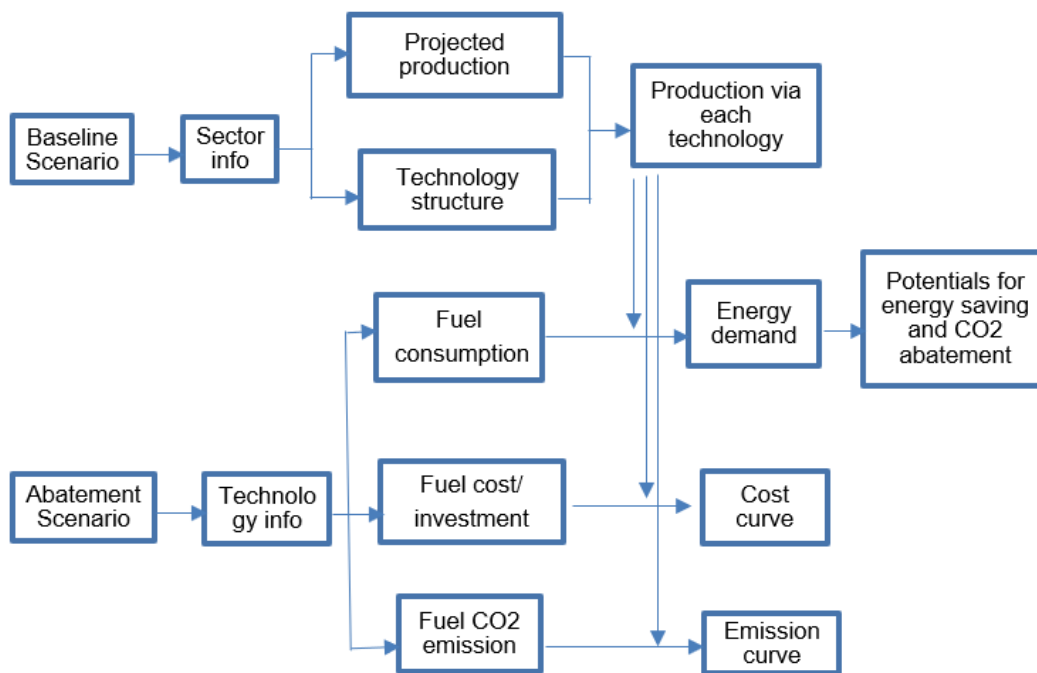 Projected
production
Production via
each
technology
Baseline
Scenario
Sector
info
Technology
structure
Potentials for
energy saving
and CO2
abatement
Fuel
consumption
Energy
demand
Abatement
Scenario
Technolo
gy info
Fuel cost/
investment
Cost
curve
Fuel CO2
emission
Emission
curve